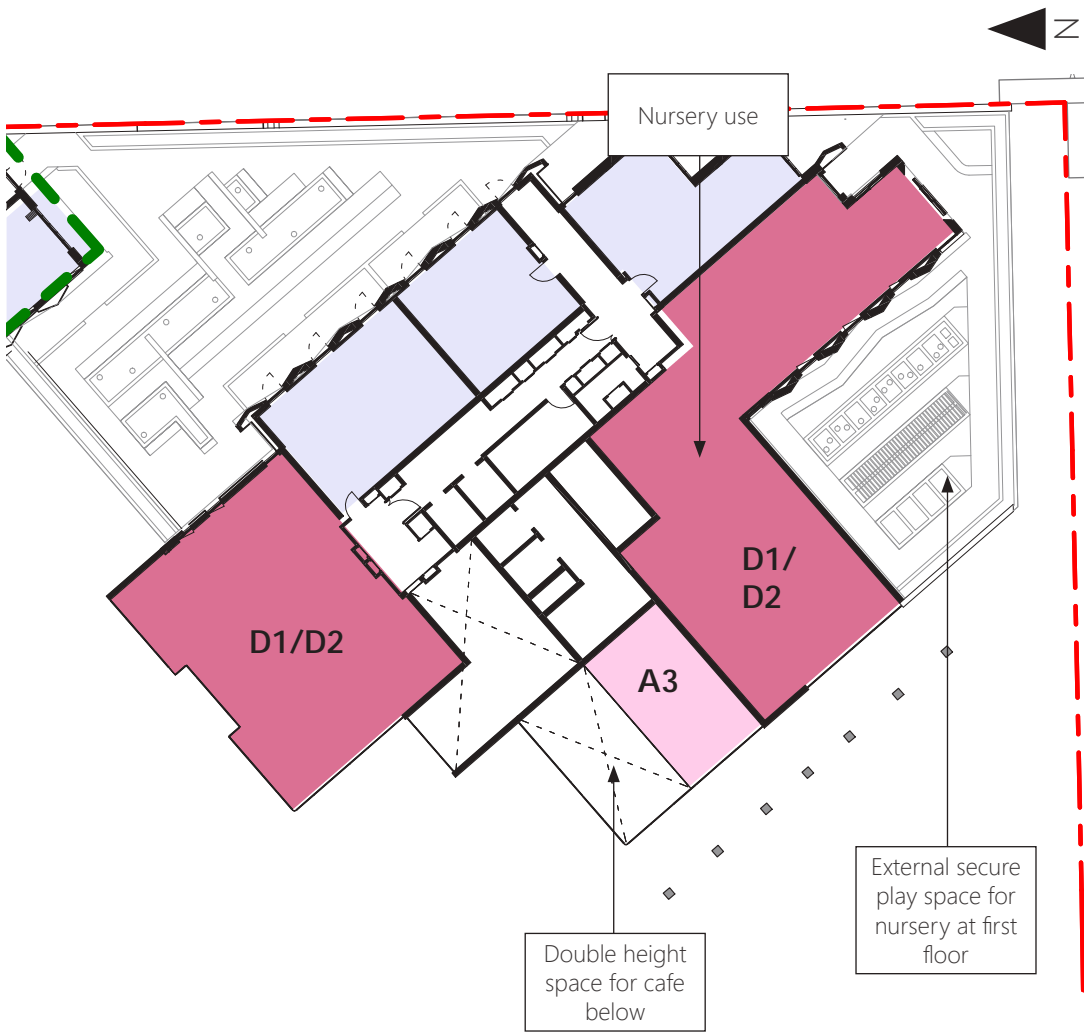 N
Nursery use
D1/
D2
D1/D2
A3
External secure
play space for
nursery at first
floor
Double height
space for cafe
below